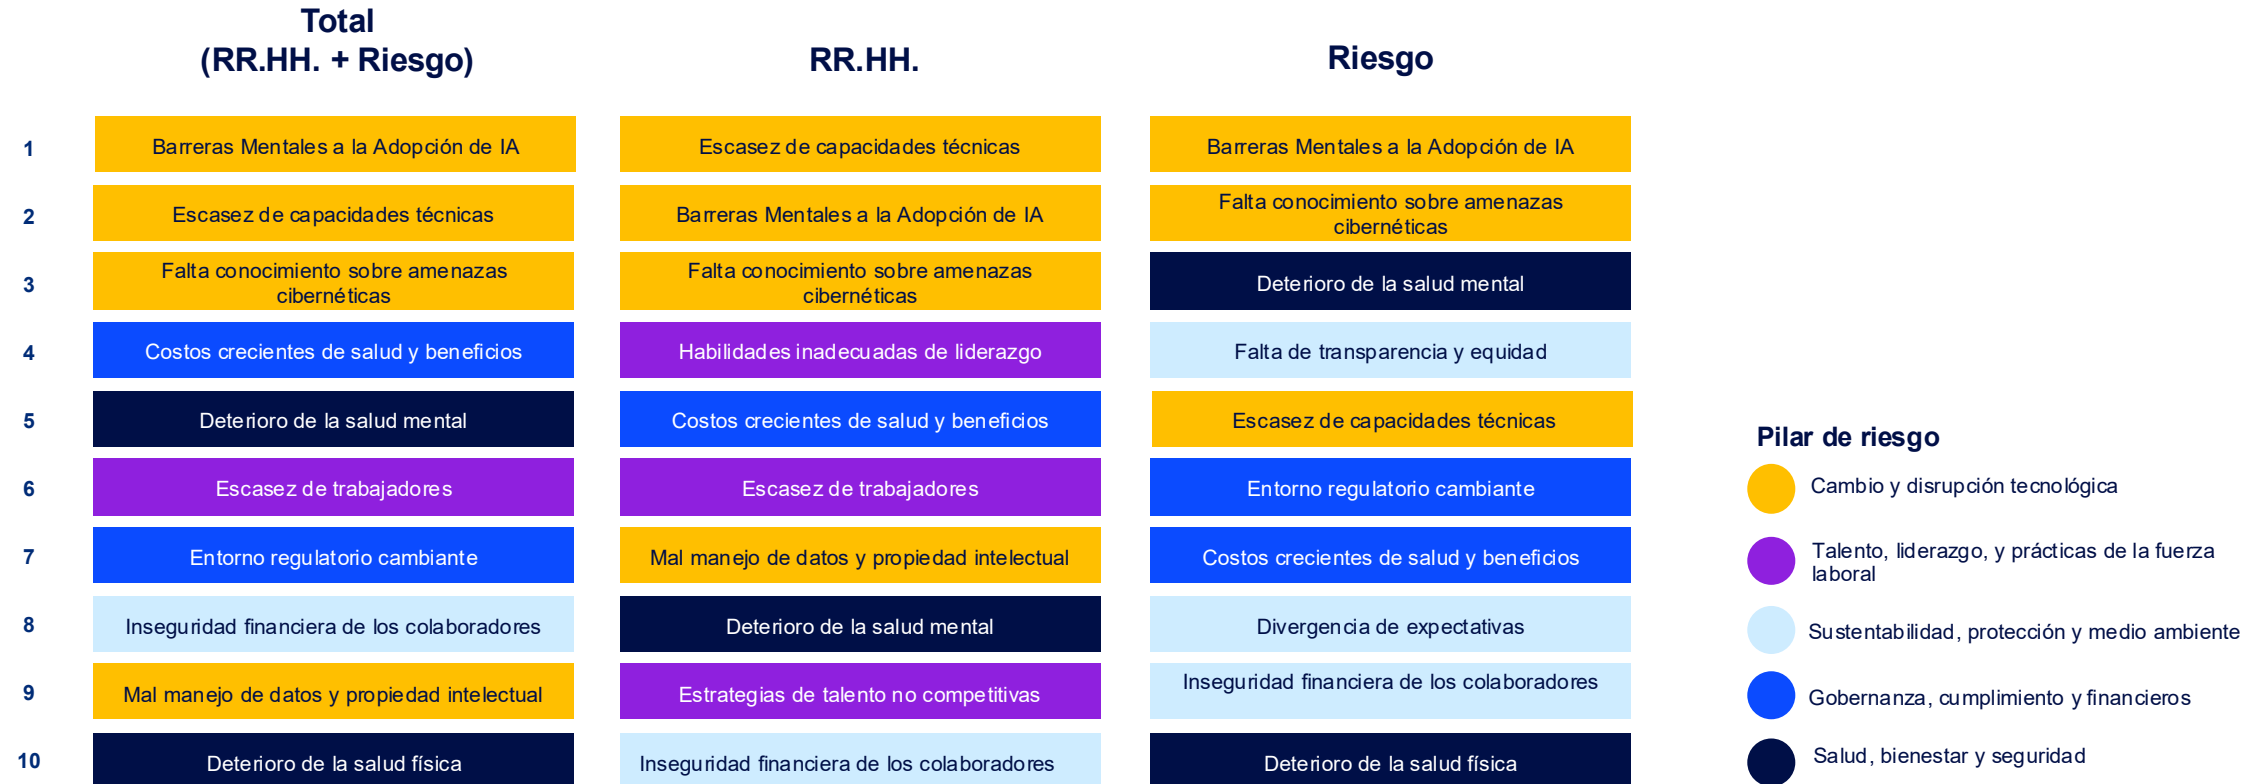 Total
(RR.HH. + Riesgo)
RR.HH.
Riesgo
1
Barreras Mentales a la Adopción de IA
Escasez de capacidades técnicas
Barreras Mentales a la Adopción de IA
2
Escasez de capacidades técnicas
Barreras Mentales a la Adopción de IA
Falta conocimiento sobre amenazas
cibernéticas
3
Falta conocimiento sobre amenazas
cibernéticas
Falta conocimiento sobre amenazas
cibernéticas
Deterioro de la salud mental
4
Costos crecientes de salud y beneficios
Habilidades inadecuadas de liderazgo
Falta de transparencia y equidad
5
Deterioro de la salud mental
Costos crecientes de salud y beneficios
Escasez de capacidades técnicas
6
Escasez de trabajadores
Escasez de trabajadores
Entorno regulatorio cambiante
7
Entorno regulatorio cambiante
Mal manejo de datos y propiedad intelectual
Costos crecientes de salud y beneficios
8
Inseguridad financiera de los colaboradores
Deterioro de la salud mental
Divergencia de expectativas
9
Mal manejo de datos y propiedad intelectual
Estrategias de talento no competitivas
Inseguridad financiera de los colaboradores
10
Deterioro de la salud física
Inseguridad financiera de los colaboradores
Deterioro de la salud física
Pilar de riesgo
Cambio y disrupción tecnológica
Talento, liderazgo, y prácticas de la fuerza
laboral
Sustentabilidad, protección y medio ambiente
Gobernanza, cumplimiento y financieros
Salud, bienestar y seguridad